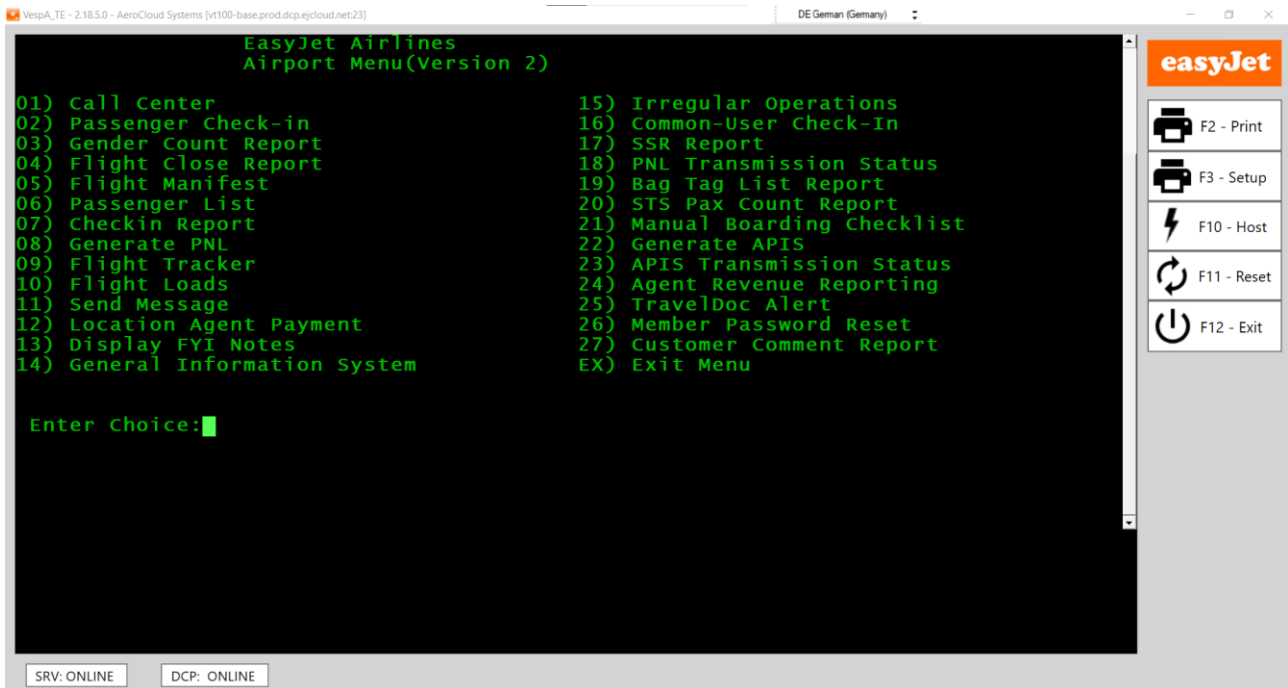 VespA_TE - 2.18.5.0 - AeroCloud Systems [vt100-base.prod.dcp.ejcloud.net:23]
DE German (Germany)
EasyJet Airlines
Airport Menu(Version 2)
01) Call Center
02) Passenger Check-in
03) Gender Count Report
04) Flight Close Report
05) Flight Manifest
06) Passenger List
07) Checkin Report
08) Generate PNL
09) Flight Tracker
10) Flight Loads
11) Send Message
12) Location Agent Payment
13) Display FYI Notes
14) General Information System
15) Irregular Operations
16) Common-User Check-In
17) SSR Report
18) PNL Transmission Status
19) Bag Tag List Report
20) STS Pax Count Report
21) Manual Boarding Checklist
22) Generate APIS
23) APIS Transmission Status
24) Agent Revenue Reporting
25) TravelDoc Alert
26) Member Password Reset
27) Customer Comment Report
EX) Exit Menu
Enter Choice:
easyJet
F2 - Print
F3 - Setup
F10 - Host
F11 - Reset
F12 - Exit
SRV: ONLINE
DCP: ONLINE